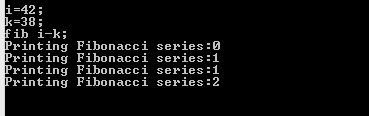 i=42;
k=38;
fib i-k;
Printing Fibonacci series:0
Printing Fibonacci series:1
Printing Fibonacci series:1
Printing Fibonacci series:2